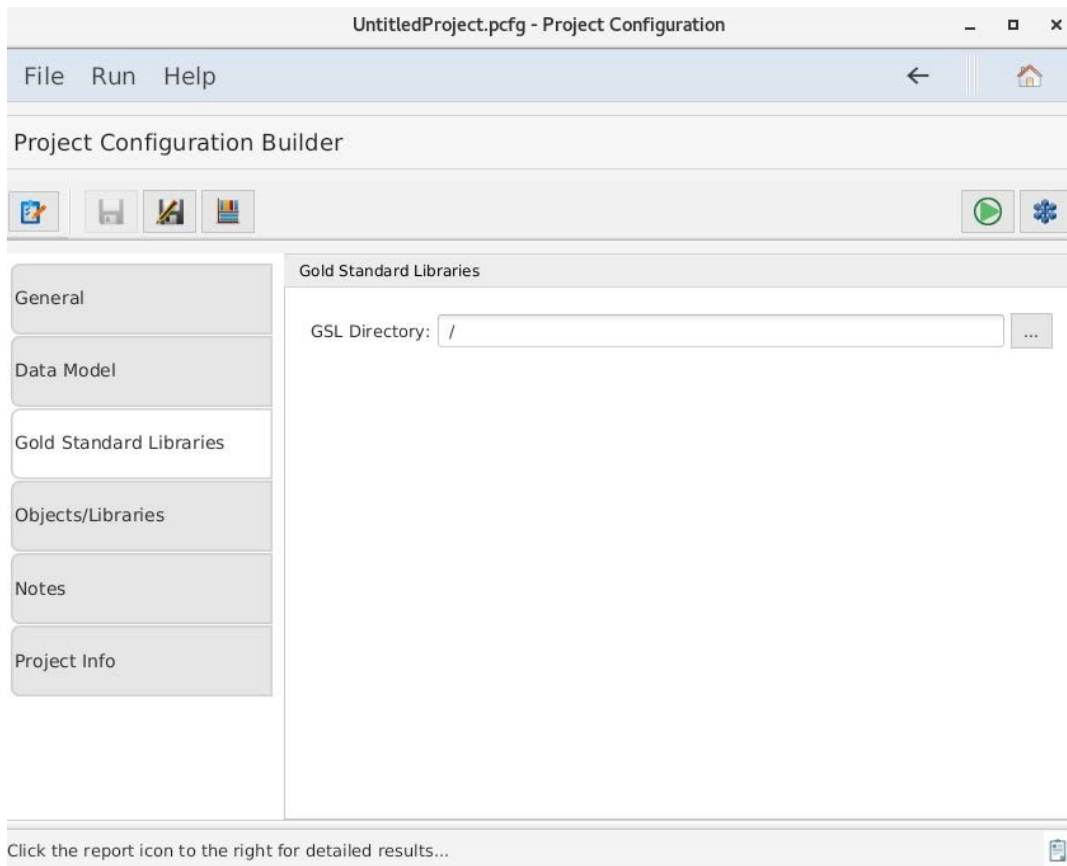 UntitledProject.pcfg - Project Configuration
File Run Help
Project Configuration Builder
General
Data Model
Gold Standard Libraries
Objects/Libraries
Notes
Project Info
Gold Standard Libraries
GSL Directory: / ...
Click the report icon to the right for detailed results...